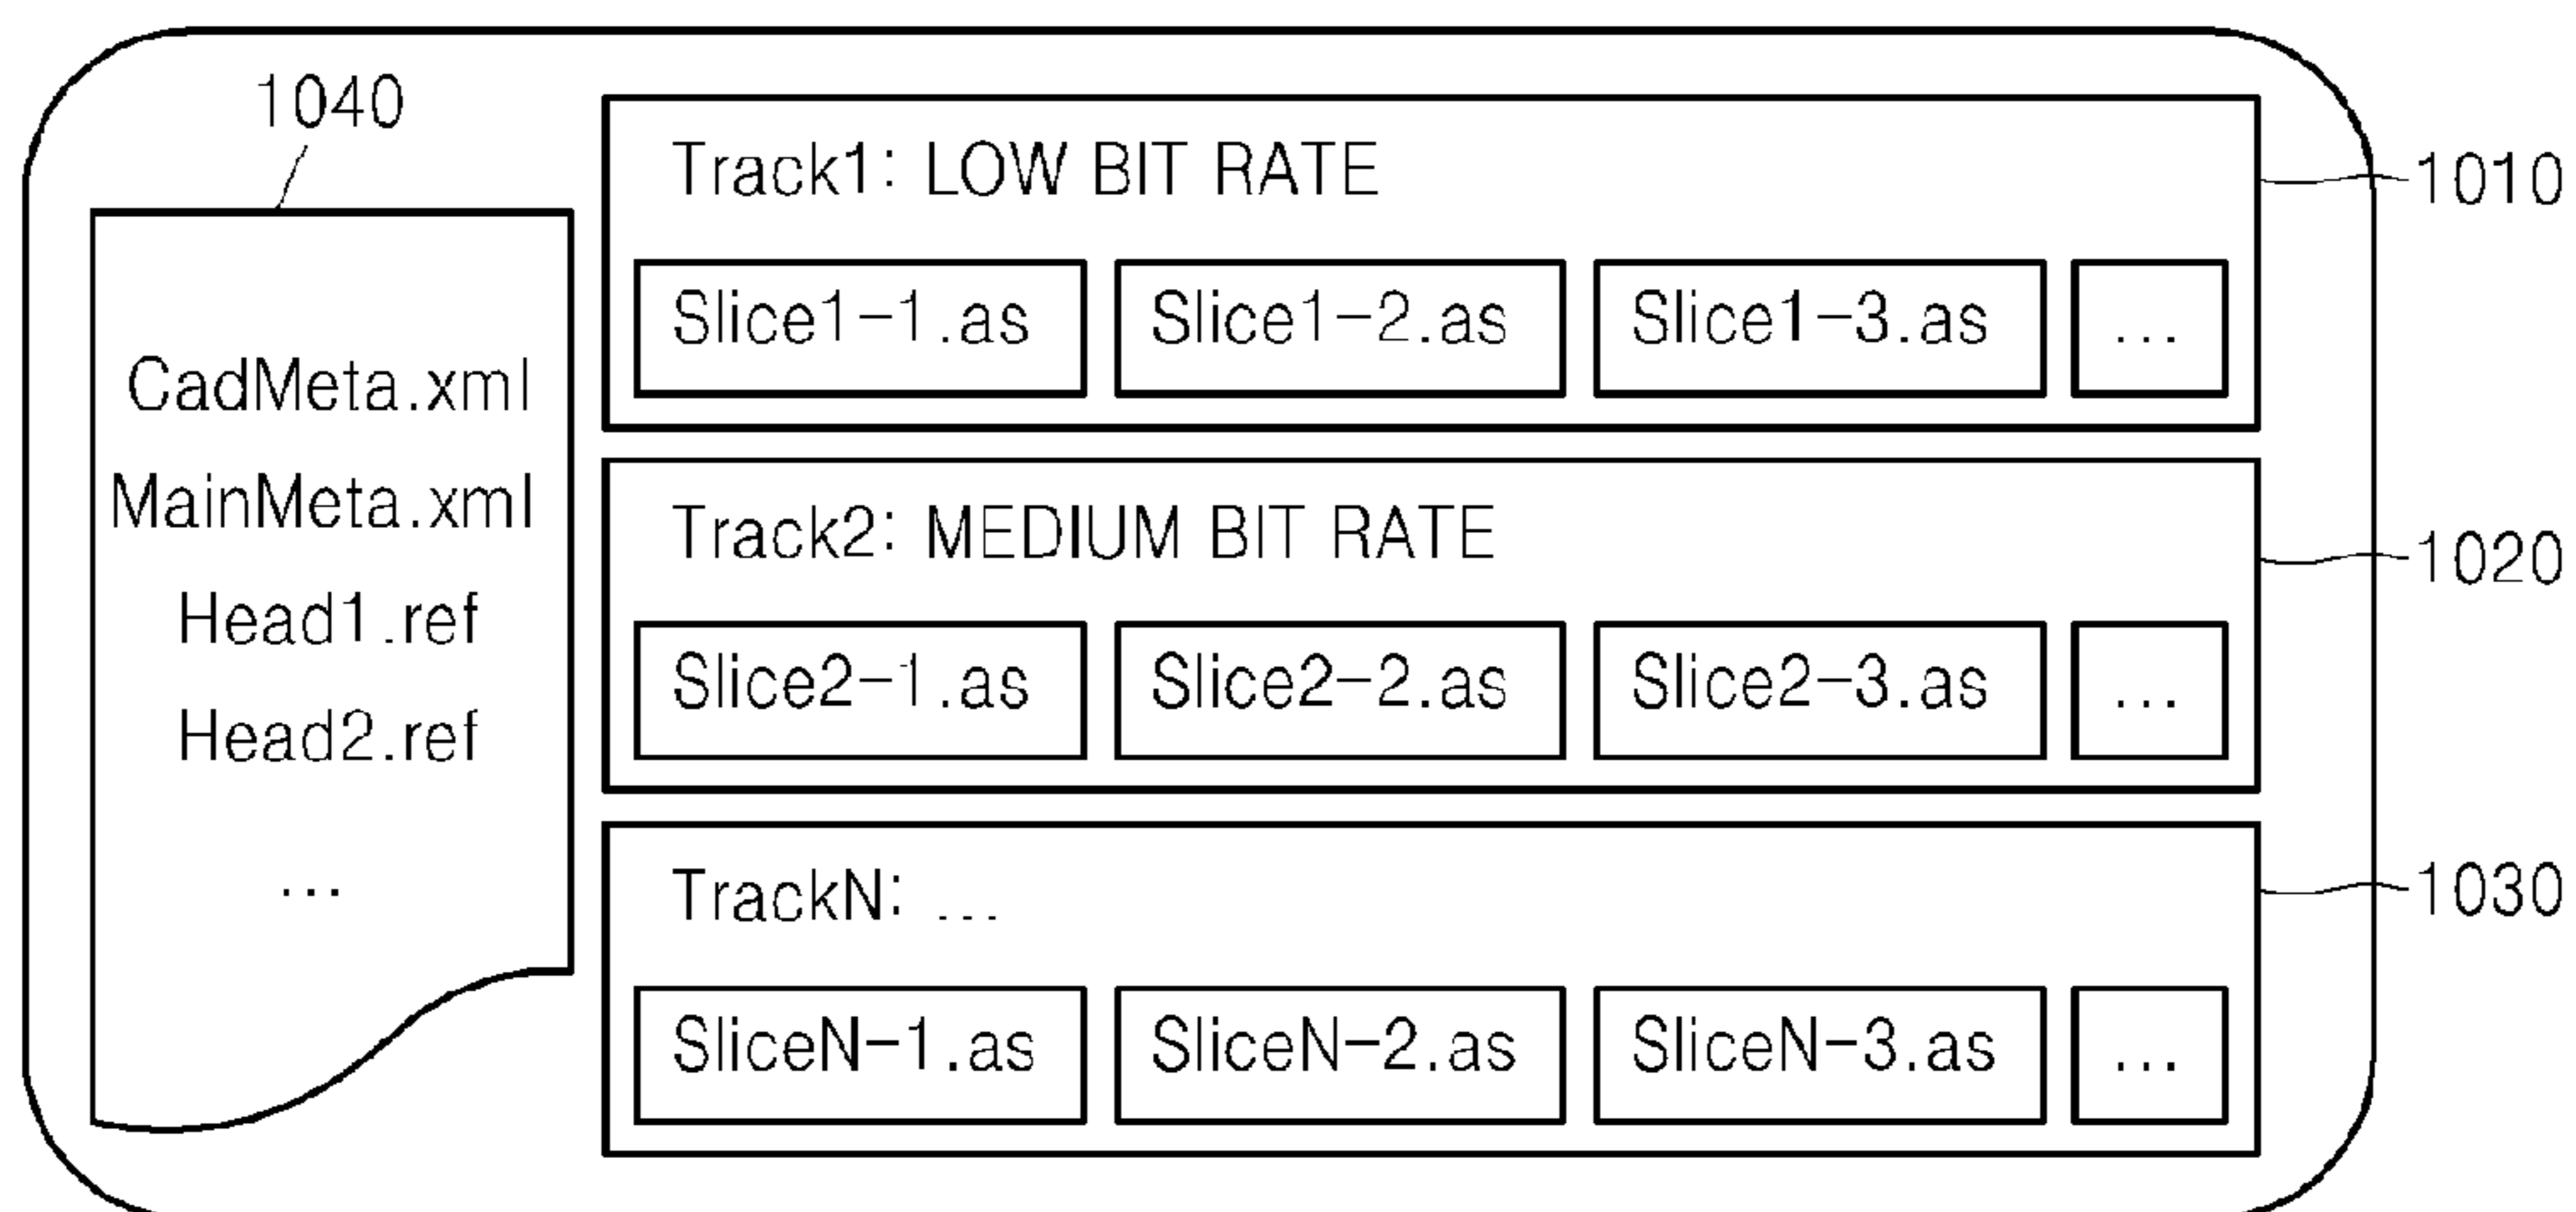 1040
CadMeta.xml
MainMeta.xml
Head1.ref
Head2.ref
...
Track1: LOW BIT RATE
Slice1-1.as Slice1-2.as Slice1-3.as ...
1010
Track2: MEDIUM BIT RATE
Slice2-1.as Slice2-2.as Slice2-3.as ...
1020
TrackN: ...
SliceN-1.as SliceN-2.as SliceN-3.as ...
1030